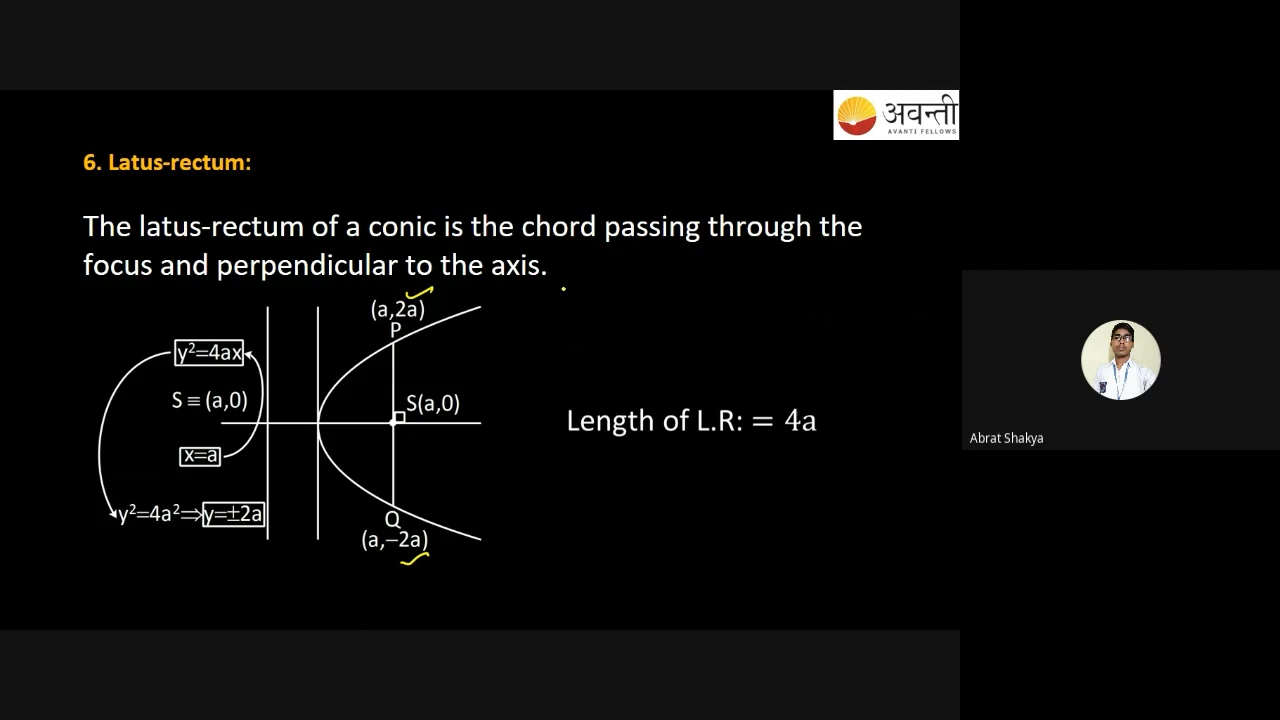 अवन्ती
AVANTI FELLOWS
6. Latus-rectum:
The latus-rectum of a conic is the chord passing through the
focus and perpendicular to the axis.
(a,2a)
P
y²=4ax
S ≡ (a,0)
S(a,0)
Length of L.R: = 4a
x=a
y²=4a²⇒y=±2a
Q
(a,−2a)
Abrat Shakya